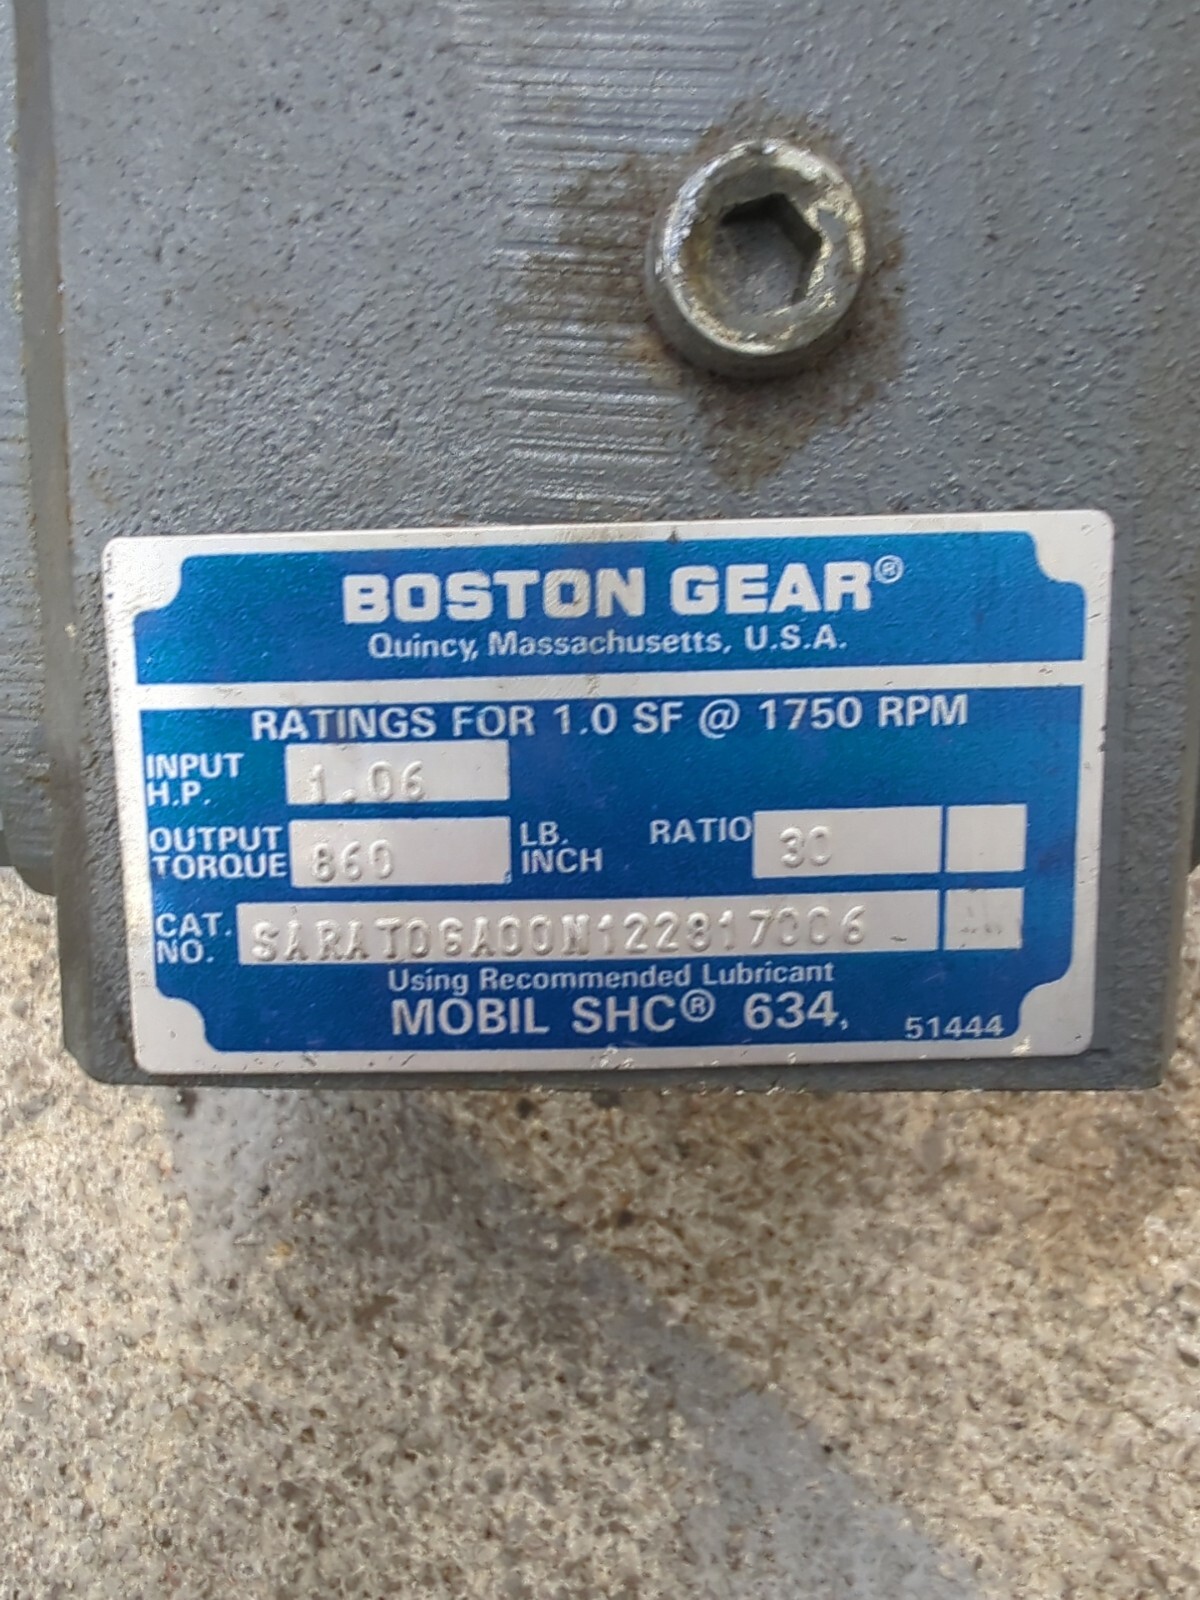 BOSTON GEAR®
Quincy, Massachusetts, U.S.A.
RATINGS FOR 1.0 SF @ 1750 RPM
INPUT H.P. 1.06
OUTPUT TORQUE 860 LB. INCH RATIO 30
CAT. NO.
Using Recommended Lubricant
MOBIL SHC® 634,
51444